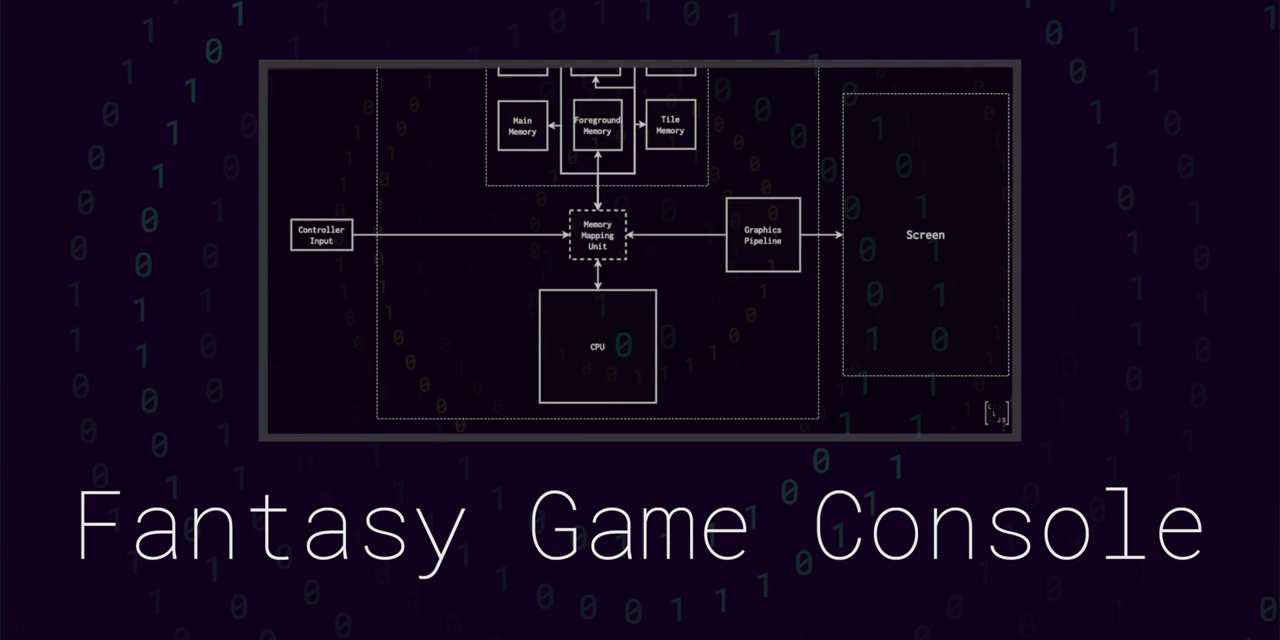 Main
Memory
Foreground
Memory
Tile
Memory
Controller
Input
Memory
Mapping
Unit
Graphics
Pipeline
Screen
CPU
Fantasy Game Console